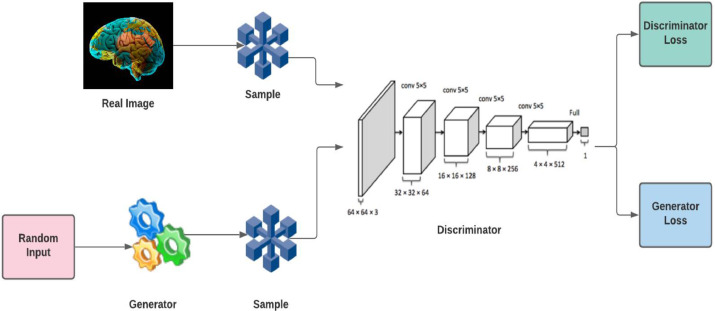 Real Image
Sample
Discriminator
Loss
conv 5×5
conv 5×5
conv 5×5
conv 5×5
Full
64 × 64 × 3
32 × 32 × 64
16 × 16 × 128
8 × 8 × 256
4 × 4 × 512
1
Discriminator
Random
Input
Generator
Sample
Generator
Loss